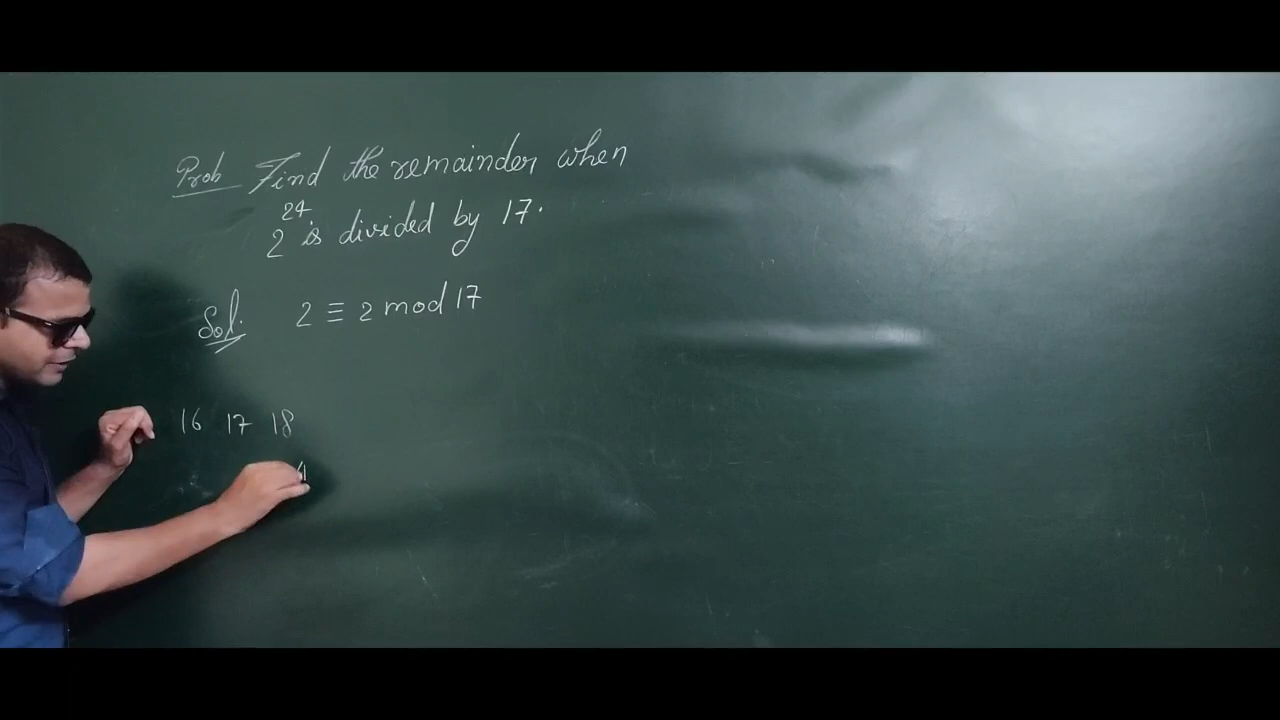 Prob Find the remainder when
2^24 is divided by 17.
Sol: 2 ≡ 2 mod 17
16 17 18